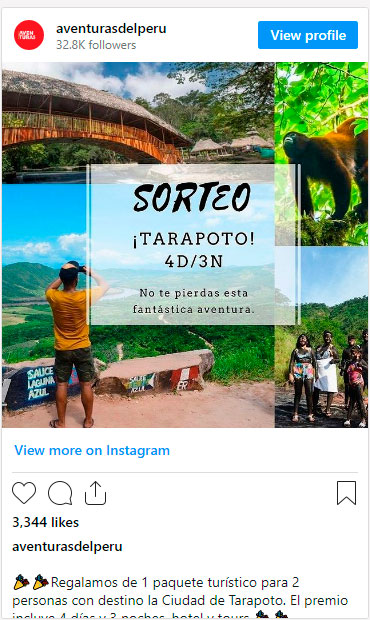 AVEN
TURAS
aventurasdelperu
32.8K followers
View profile
SORTEO
¡TARAPOTO!
4D/3N
No te pierdas esta
fantástica aventura.
SAUCE
LAGUNA
AZUL
SAUCE
AZUL
View more on Instagram
3,344 likes
aventurasdelperu
Regalamos de 1 paquete turístico para 2
personas con destino la Ciudad de Tarapoto. El premio
incluye 4 días y 3 noches, hotel y tours